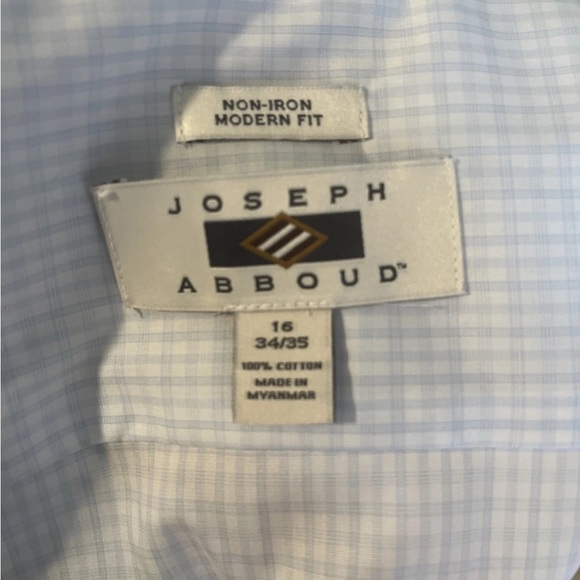 NON-IRON
MODERN FIT
JOSEPH
ABBOUD™
16
34/35
100% COTTON
MADE IN
MYANMAR